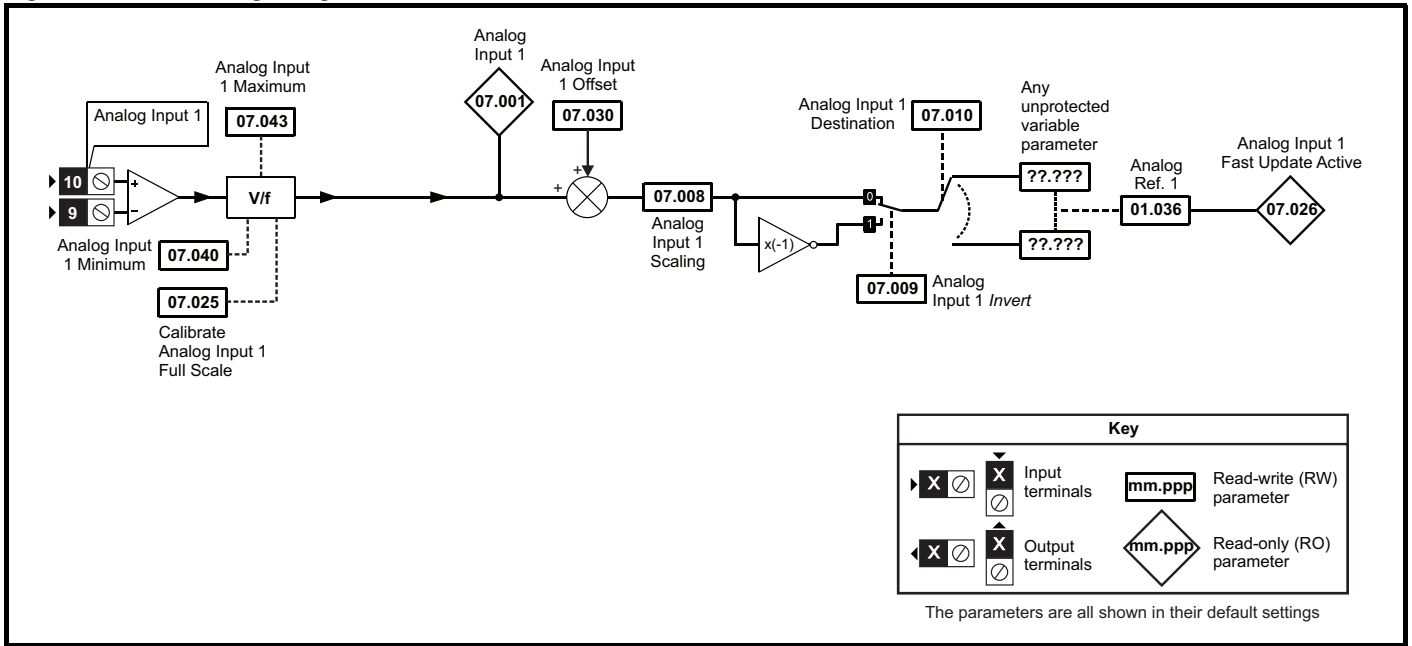 Analog Input 1
10
9
+
-
Analog Input
1 Maximum
07.043
V/f
Analog Input
1 Minimum
07.040
07.025
Calibrate
Analog Input 1
Full Scale
Analog
Input 1
07.001
Analog Input
1 Offset
07.030
+
+
07.008
Analog
Input 1
Scaling
x(-1)
0
1
07.009
Analog
Input 1 Invert
Analog Input 1
Destination
07.010
Any
unprotected
variable
parameter
??.???
??.???
Analog
Ref. 1
01.036
Analog Input 1
Fast Update Active
07.026
Key
X
X
Input
terminals
mm.ppp
Read-write (RW)
parameter
X
X
Output
terminals
mm.ppp
Read-only (RO)
parameter
The parameters are all shown in their default settings